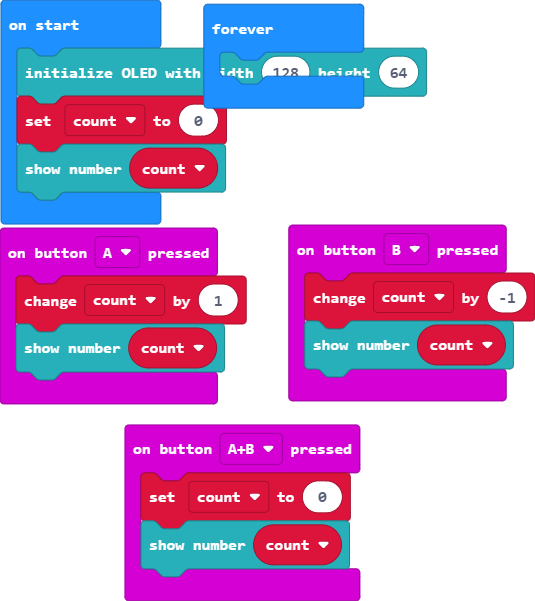 on start
forever
initialize OLED with width 128 height 64
set count to 0
show number count
on button A pressed
change count by 1
show number count
on button B pressed
change count by -1
show number count
on button A+B pressed
set count to 0
show number count